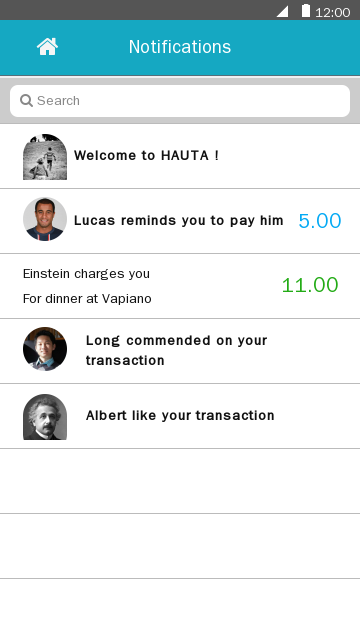 12:00
Notifications
Search
Welcome to HAUTA !
Lucas reminds you to pay him 5.00
Einstein charges you
For dinner at Vapiano
11.00
Long commended on your
transaction
Albert like your transaction